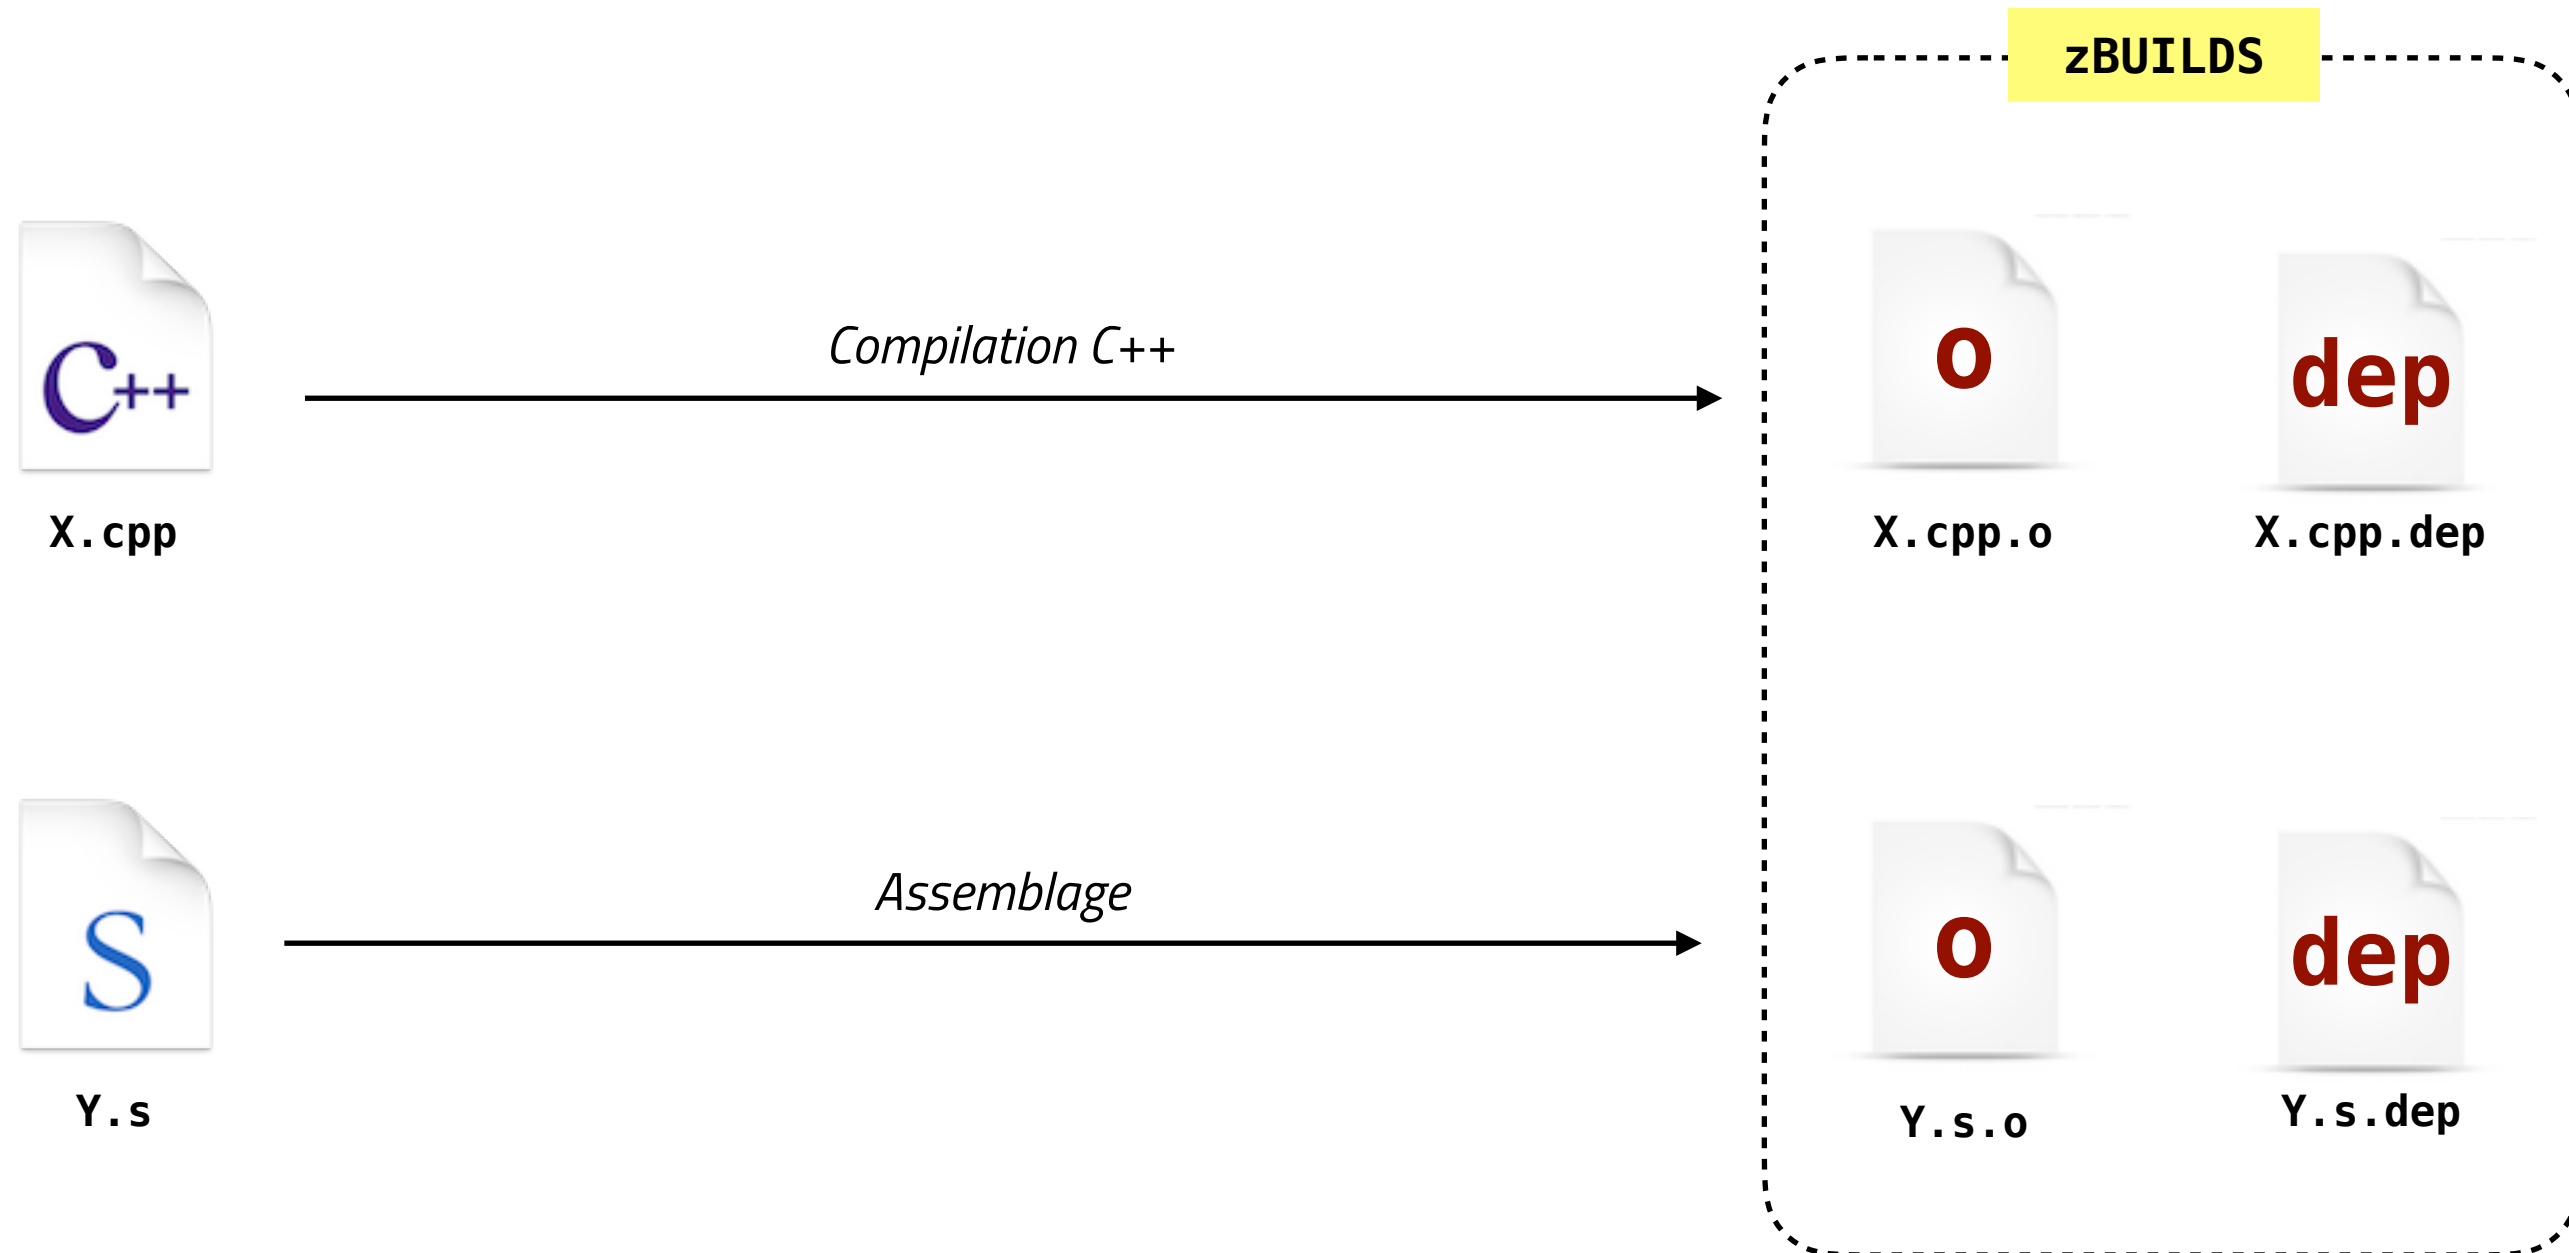 zBUILDS
C++
Compilation C++
o
dep
X.cpp
X.cpp.o
X.cpp.dep
S
Assemblage
o
dep
Y.s
Y.s.o
Y.s.dep